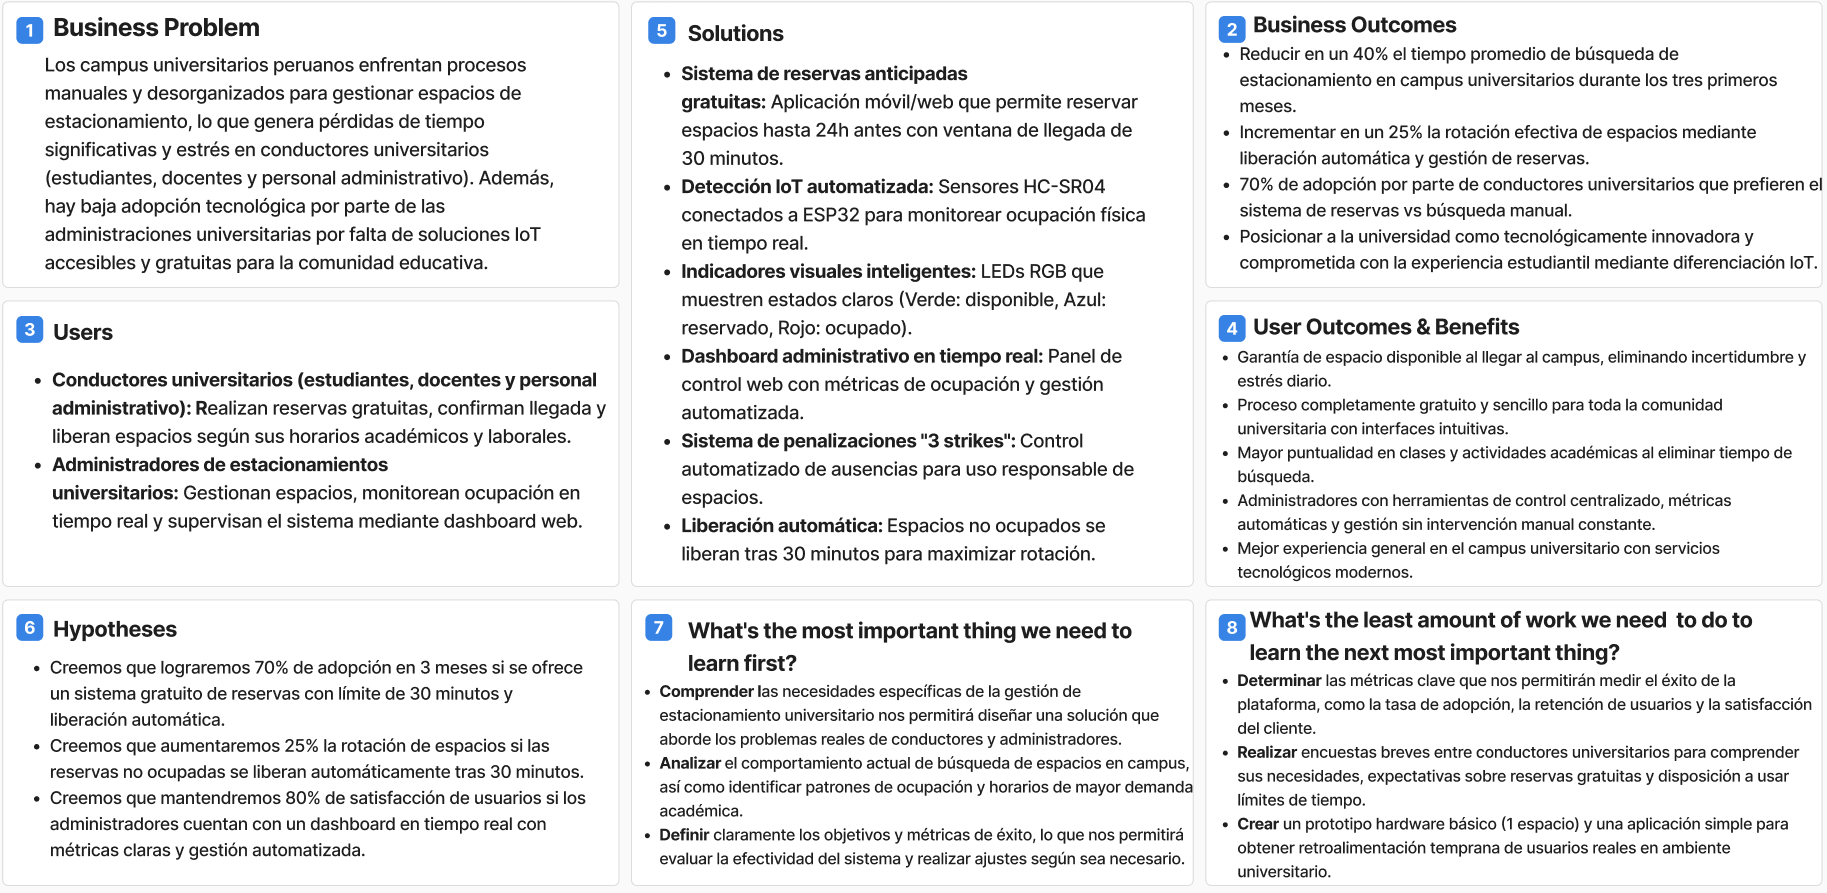 1 Business Problem
Los campus universitarios peruanos enfrentan procesos
manuales y desorganizados para gestionar espacios de
estacionamiento, lo que genera pérdidas de tiempo
significativas y estrés en conductores universitarios
(estudiantes, docentes y personal administrativo). Además,
hay baja adopción tecnológica por parte de las
administraciones universitarias por falta de soluciones IoT
accesibles y gratuitas para la comunidad educativa.
5 Solutions
• Sistema de reservas anticipadas
gratuitas: Aplicación móvil/web que permite reservar
espacios hasta 24h antes con ventana de llegada de
30 minutos.
• Detección IoT automatizada: Sensores HC-SR04
conectados a ESP32 para monitorear ocupación física
en tiempo real.
• Indicadores visuales inteligentes: LEDs RGB que
muestren estados claros (Verde: disponible, Azul:
reservado, Rojo: ocupado).
• Dashboard administrativo en tiempo real: Panel de
control web con métricas de ocupación y gestión
automatizada.
• Sistema de penalizaciones "3 strikes": Control
automatizado de ausencias para uso responsable de
espacios.
• Liberación automática: Espacios no ocupados se
liberan tras 30 minutos para maximizar rotación.
2 Business Outcomes
• Reducir en un 40% el tiempo promedio de búsqueda de
estacionamiento en campus universitarios durante los tres primeros
meses.
• Incrementar en un 25% la rotación efectiva de espacios mediante
liberación automática y gestión de reservas.
• 70% de adopción por parte de conductores universitarios que prefieren el
sistema de reservas vs búsqueda manual.
• Posicionar a la universidad como tecnológicamente innovadora y
comprometida con la experiencia estudiantil mediante diferenciación IoT.
3 Users
• Conductores universitarios (estudiantes, docentes y personal
administrativo): Realizan reservas gratuitas, confirman llegada y
liberan espacios según sus horarios académicos y laborales.
• Administradores de estacionamientos
universitarios: Gestionan espacios, monitorean ocupación en
tiempo real y supervisan el sistema mediante dashboard web.
4 User Outcomes & Benefits
• Garantía de espacio disponible al llegar al campus, eliminando incertidumbre y
estrés diario.
• Proceso completamente gratuito y sencillo para toda la comunidad
universitaria con interfaces intuitivas.
• Mayor puntualidad en clases y actividades académicas al eliminar tiempo de
búsqueda.
• Administradores con herramientas de control centralizado, métricas
automáticas y gestión sin intervención manual constante.
• Mejor experiencia general en el campus universitario con servicios
tecnológicos modernos.
6 Hypotheses
• Creemos que lograremos 70% de adopción en 3 meses si se ofrece
un sistema gratuito de reservas con límite de 30 minutos y
liberación automática.
• Creemos que aumentaremos 25% la rotación de espacios si las
reservas no ocupadas se liberan automáticamente tras 30 minutos.
• Creemos que mantendremos 80% de satisfacción de usuarios si los
administradores cuentan con un dashboard en tiempo real con
métricas claras y gestión automatizada.
7 What's the most important thing we need to
learn first?
• Comprender las necesidades específicas de la gestión de
estacionamiento universitario nos permitirá diseñar una solución que
aborde los problemas reales de conductores y administradores.
• Analizar el comportamiento actual de búsqueda de espacios en campus,
así como identificar patrones de ocupación y horarios de mayor demanda
académica.
• Definir claramente los objetivos y métricas de éxito, lo que nos permitirá
evaluar la efectividad del sistema y realizar ajustes según sea necesario.
8 What's the least amount of work we need to do to
learn the next most important thing?
• Determinar las métricas clave que nos permitirán medir el éxito de la
plataforma, como la tasa de adopción, la retención de usuarios y la satisfacción
del cliente.
• Realizar encuestas breves entre conductores universitarios para comprender
sus necesidades, expectativas sobre reservas gratuitas y disposición a usar
límites de tiempo.
• Crear un prototipo hardware básico (1 espacio) y una aplicación simple para
obtener retroalimentación temprana de usuarios reales en ambiente
universitario.